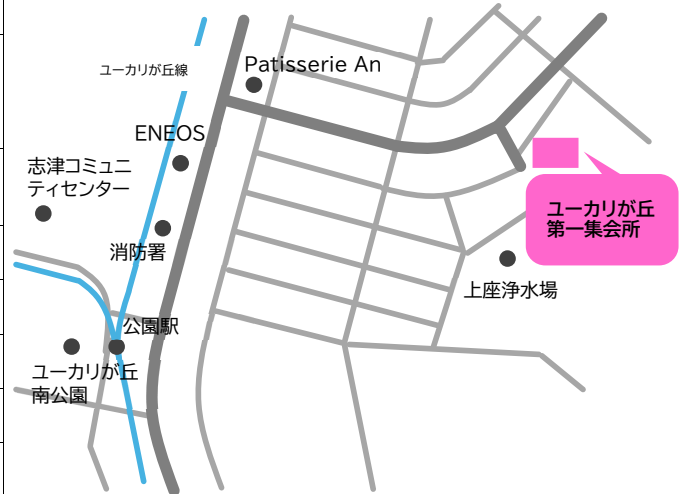 Patisserie An
ユーカリが丘線
ENEOS
志津コミュニ
ティセンター
消防署
ユーカリが丘
第一集会所
上座浄水場
公園駅
ユーカリが丘
南公園